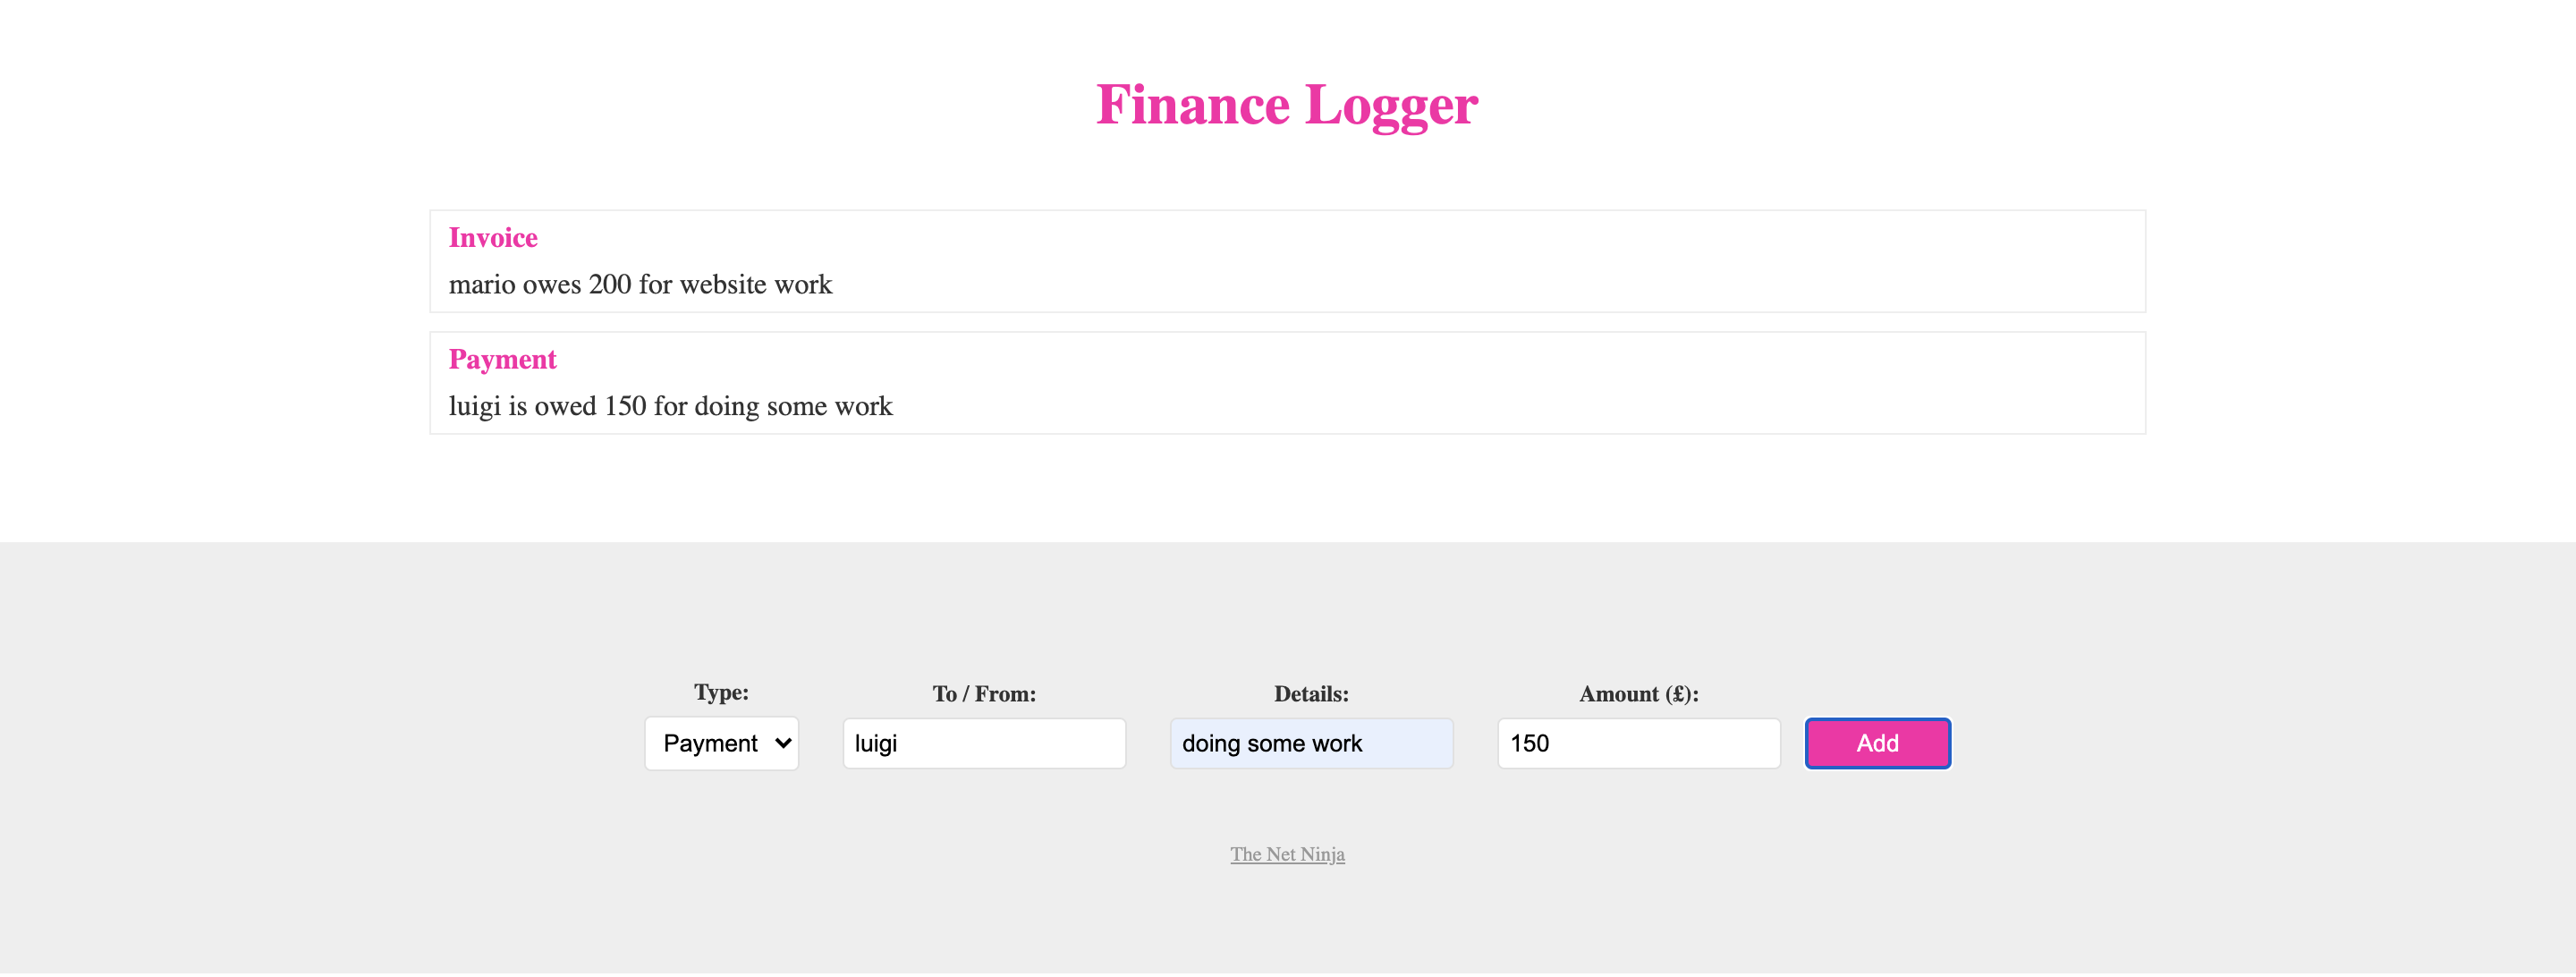 Finance Logger
Invoice
mario owes 200 for website work
Payment
luigi is owed 150 for doing some work
Type: To / From: Details: Amount (£):
Payment luigi doing some work 150 Add
The Net Ninja